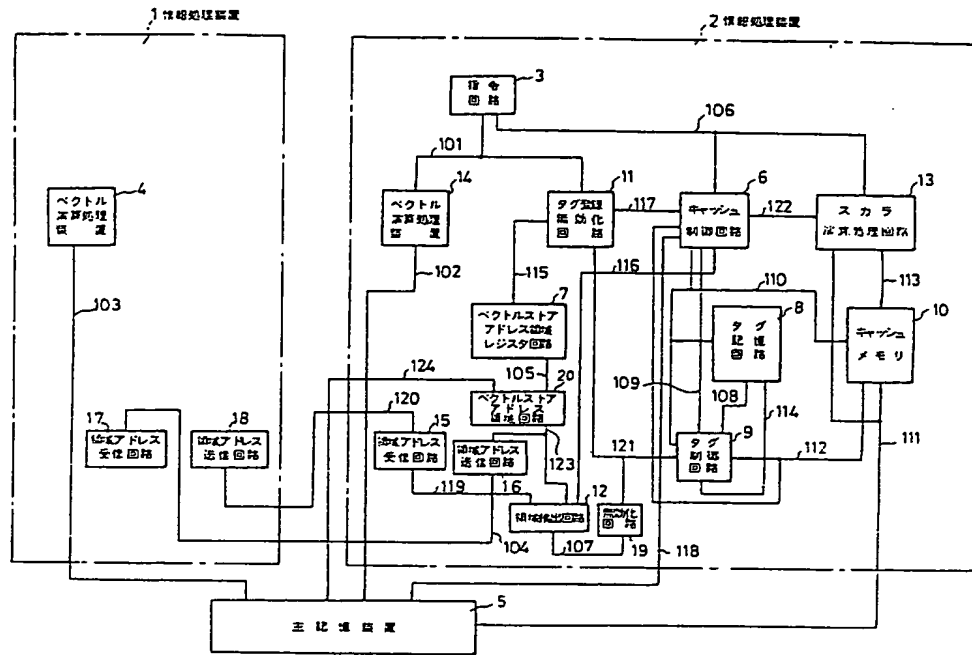 1 情報処理装置
2 情報処理装置
3
指令
回路
106
101
4
ベクトル
演算処理
装置
14
ベクトル
演算処理
装置
11
タグ登録
無効化
回路
117
6
キャッシュ
制御回路
122
13
スカラ
演算処理回路
102
103
115
116
113
110
7
ベクトルストア
アドレス領域
レジスタ回路
8
タグ
記憶
回路
10
キャッシュ
メモリ
124
105
109
108
114
20
ベクトルストア
アドレス
領域回路
120
17
領域アドレス
受信回路
18
領域アドレス
送信回路
15
領域アドレス
受信回路
領域アドレス
送信回路
16
123
121
9
タグ
制御
回路
112
111
119
12
領域検出回路
無効化
回路
19
104
107
118
5
主記憶装置